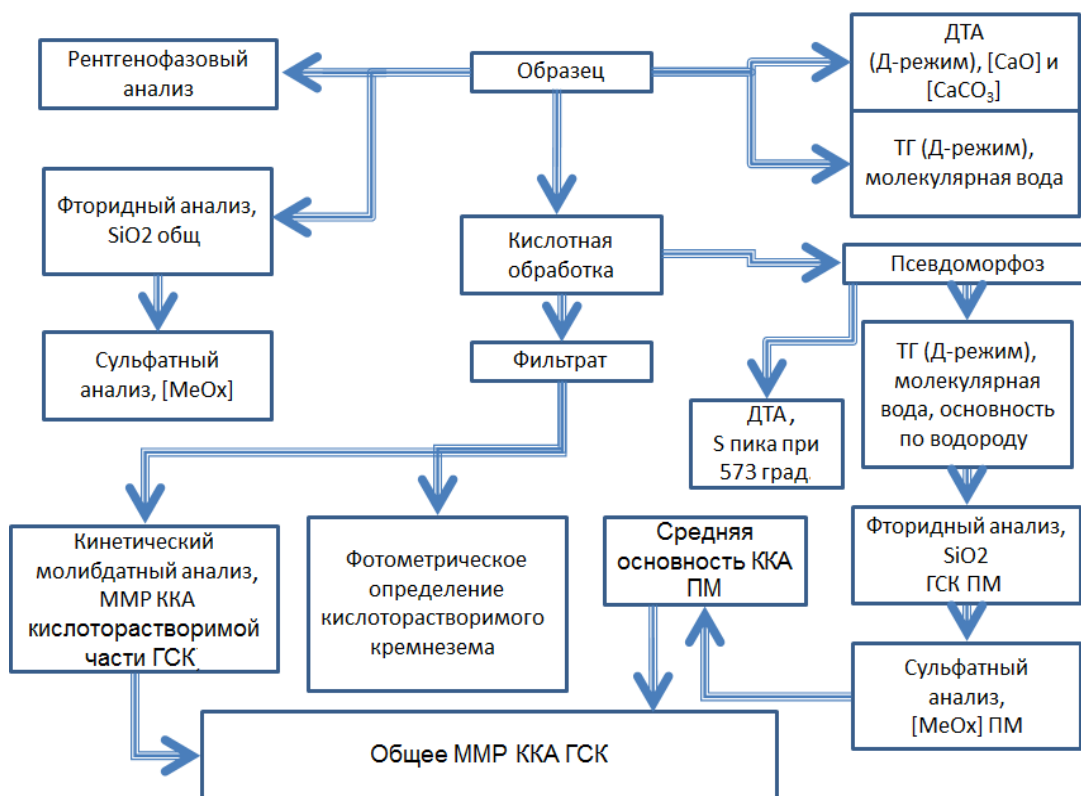 Рентгенофазовый
анализ
Образец
ДТА
(Д-режим), [CaO] и
[CaCO₃]
ТГ (Д-режим),
молекулярная вода
Фторидный анализ,
SiO2 общ
Кислотная
обработка
Псевдоморфоз
Сульфатный
анализ, [MeOx]
Фильтрат
ТГ (Д-режим),
молекулярная
вода, основность
по водороду
ДТА ,
S пика при
573 град.
Кинетический
молибдатный анализ,
ММР ККА
кислоторастворимой
части ГСК
Фотометрическое
определение
кислоторастворимого
кремнезема
Средняя
основность ККА
ПМ
Фторидный анализ,
SiO2
ГСК ПМ
Сульфатный
анализ,
[MeOx] ПМ
Общее ММР ККА ГСК